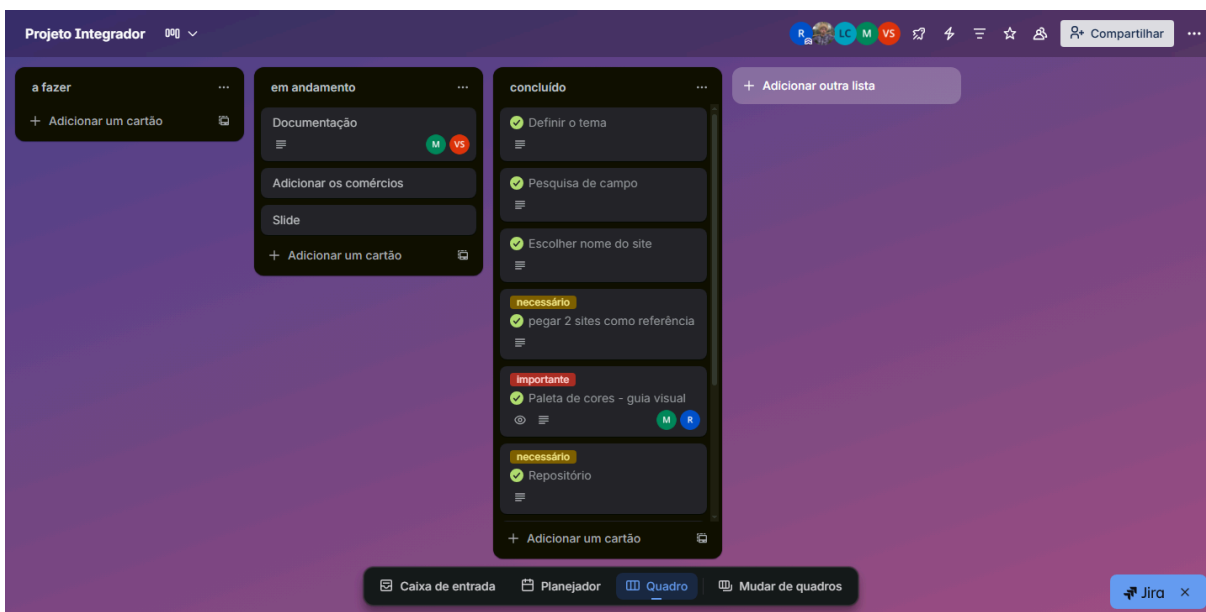 Projeto Integrador
R
LC
M
VS
Compartilhar
a fazer
Adicionar um cartão
em andamento
Documentação
M
VS
Adicionar os comércios
Slide
Adicionar um cartão
concluído
Definir o tema
Pesquisa de campo
Escolher nome do site
necessário
pegar 2 sites como referência
importante
Paleta de cores - guia visual
M
R
necessário
Repositório
Adicionar um cartão
Adicionar outra lista
Caixa de entrada
Planejador
Quadro
Mudar de quadros
Jira